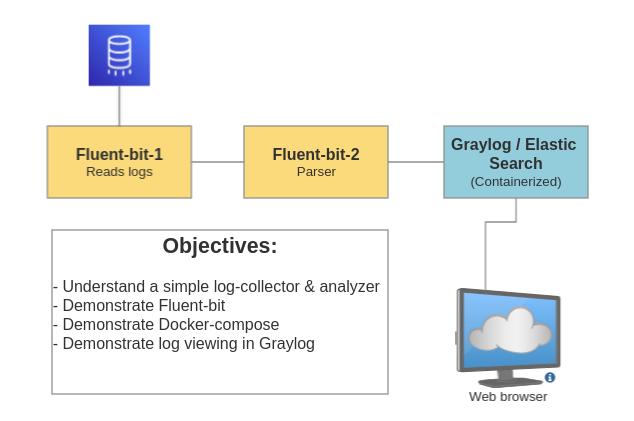 Fluent-bit-1
Reads logs
Fluent-bit-2
Parser
Graylog / Elastic
Search
(Containerized)
Objectives:
- Understand a simple log-collector & analyzer
- Demonstrate Fluent-bit
- Demonstrate Docker-compose
- Demonstrate log viewing in Graylog
Web browser